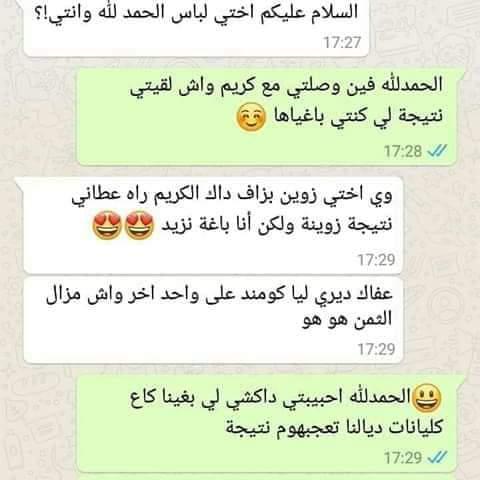 السلام عليكم اختي لباس الحمد لله وانتي!؟
17:27
الحمدلله فين وصلتي مع كريم واش لقيتي
نتيجة لي كنتي باغياها ☺️
17:28
وي اختي زوين بزاف داك الكريم راه عطاني
نتيجة زوينة ولكن أنا باغة نزيد 😍😍
17:29
عفاك ديري ليا كومند على واحد اخر واش مزال
الثمن هو هو
17:29
😃الحمدلله احبيبتي داكشي لي بغينا كاع
كليانات ديالنا تعجبهوم نتيجة
17:29